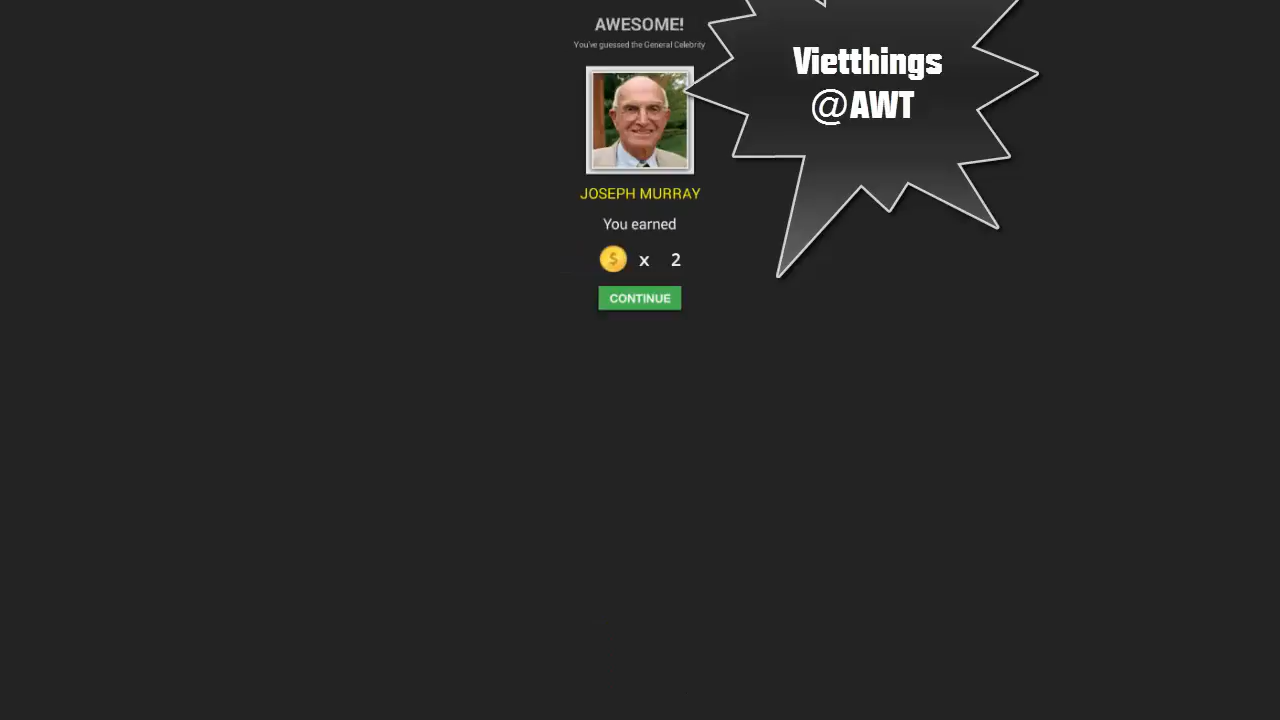 AWESOME!
You've guessed the General Celebrity
Vietthings
@AWT
JOSEPH MURRAY
You earned
$ x 2
CONTINUE